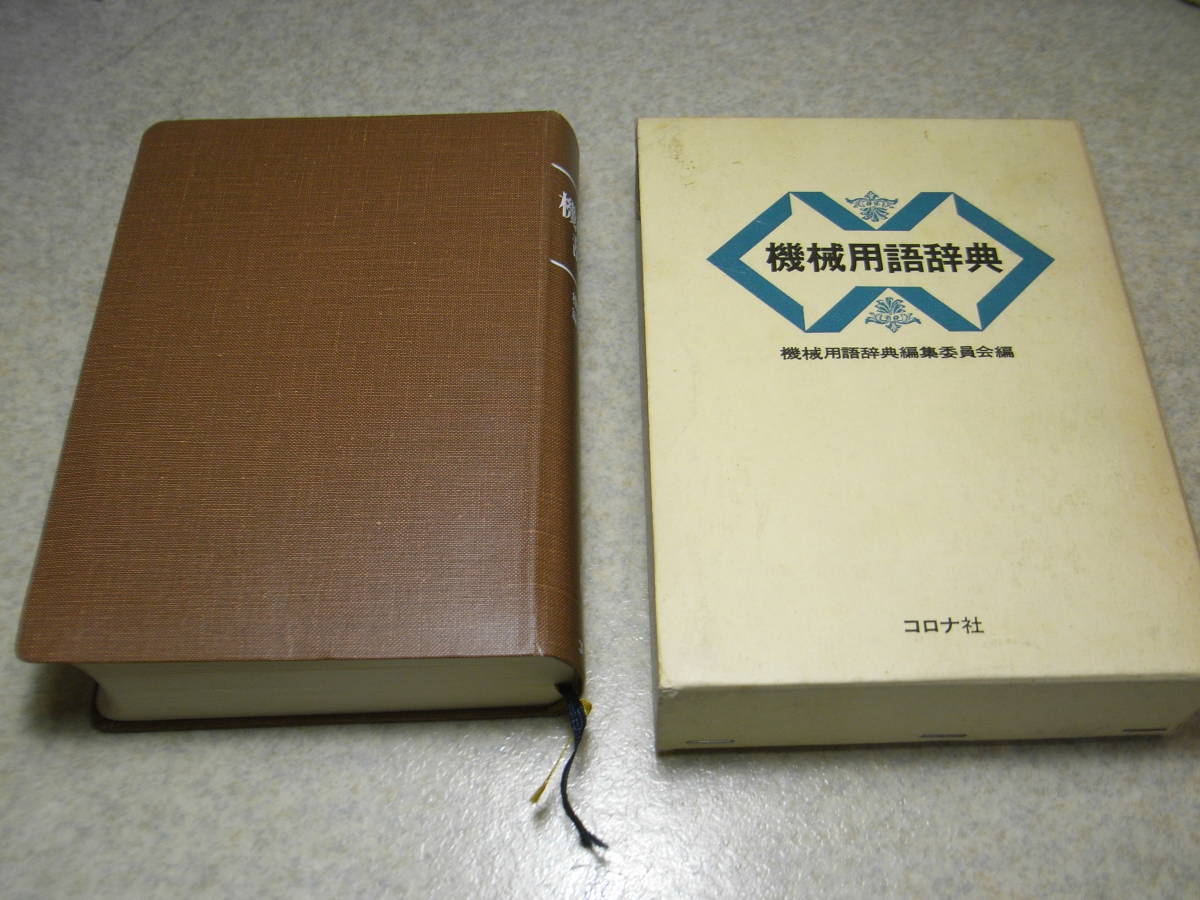 機械用語辞典
機械用語辞典編集委員会編
コロナ社
機